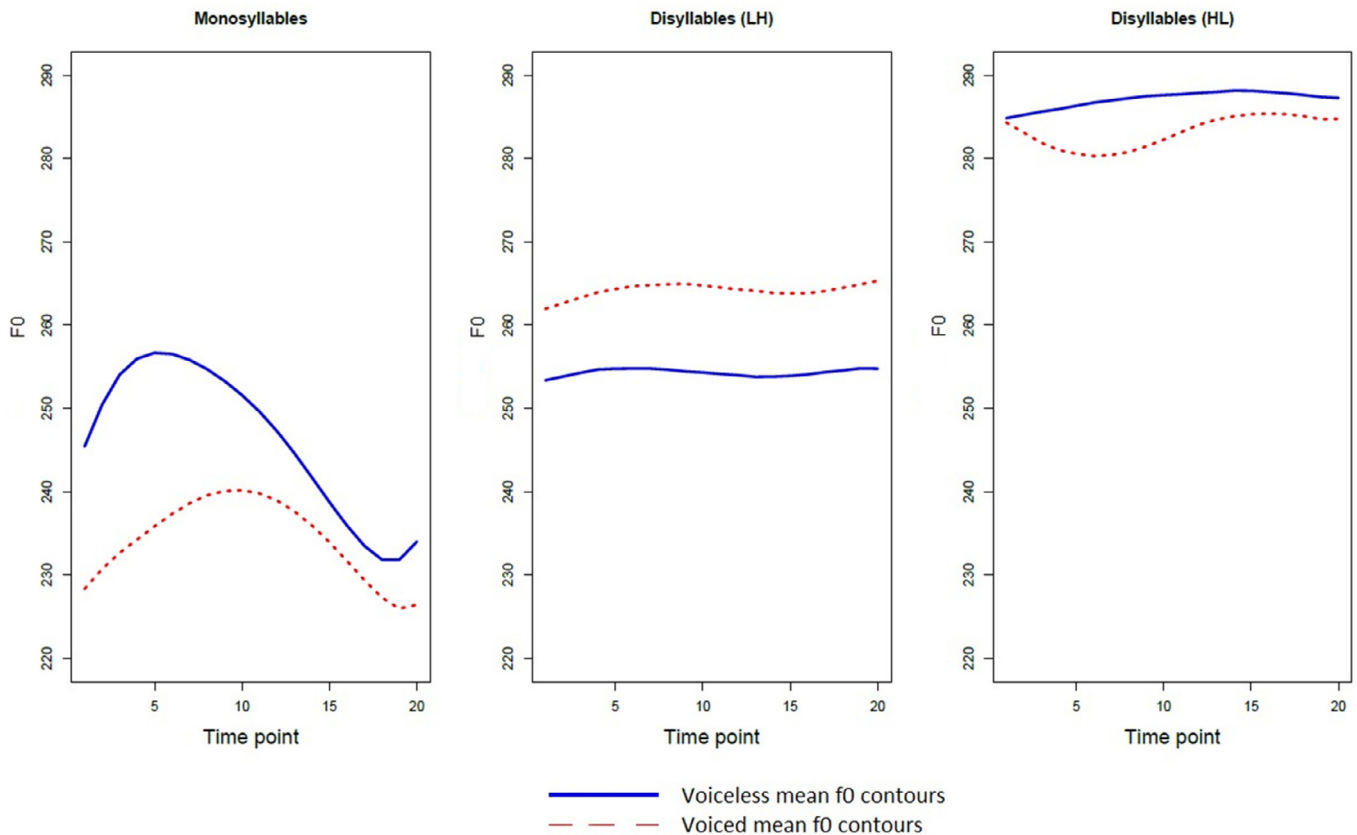 Monosyllables
F0
290
280
270
260
250
240
230
220
5 10 15 20
Time point
Disyllables (LH)
F0
290
280
270
260
250
240
230
220
5 10 15 20
Time point
Disyllables (HL)
F0
290
280
270
260
250
240
230
220
5 10 15 20
Time point
Voiceless mean f0 contours
Voiced mean f0 contours